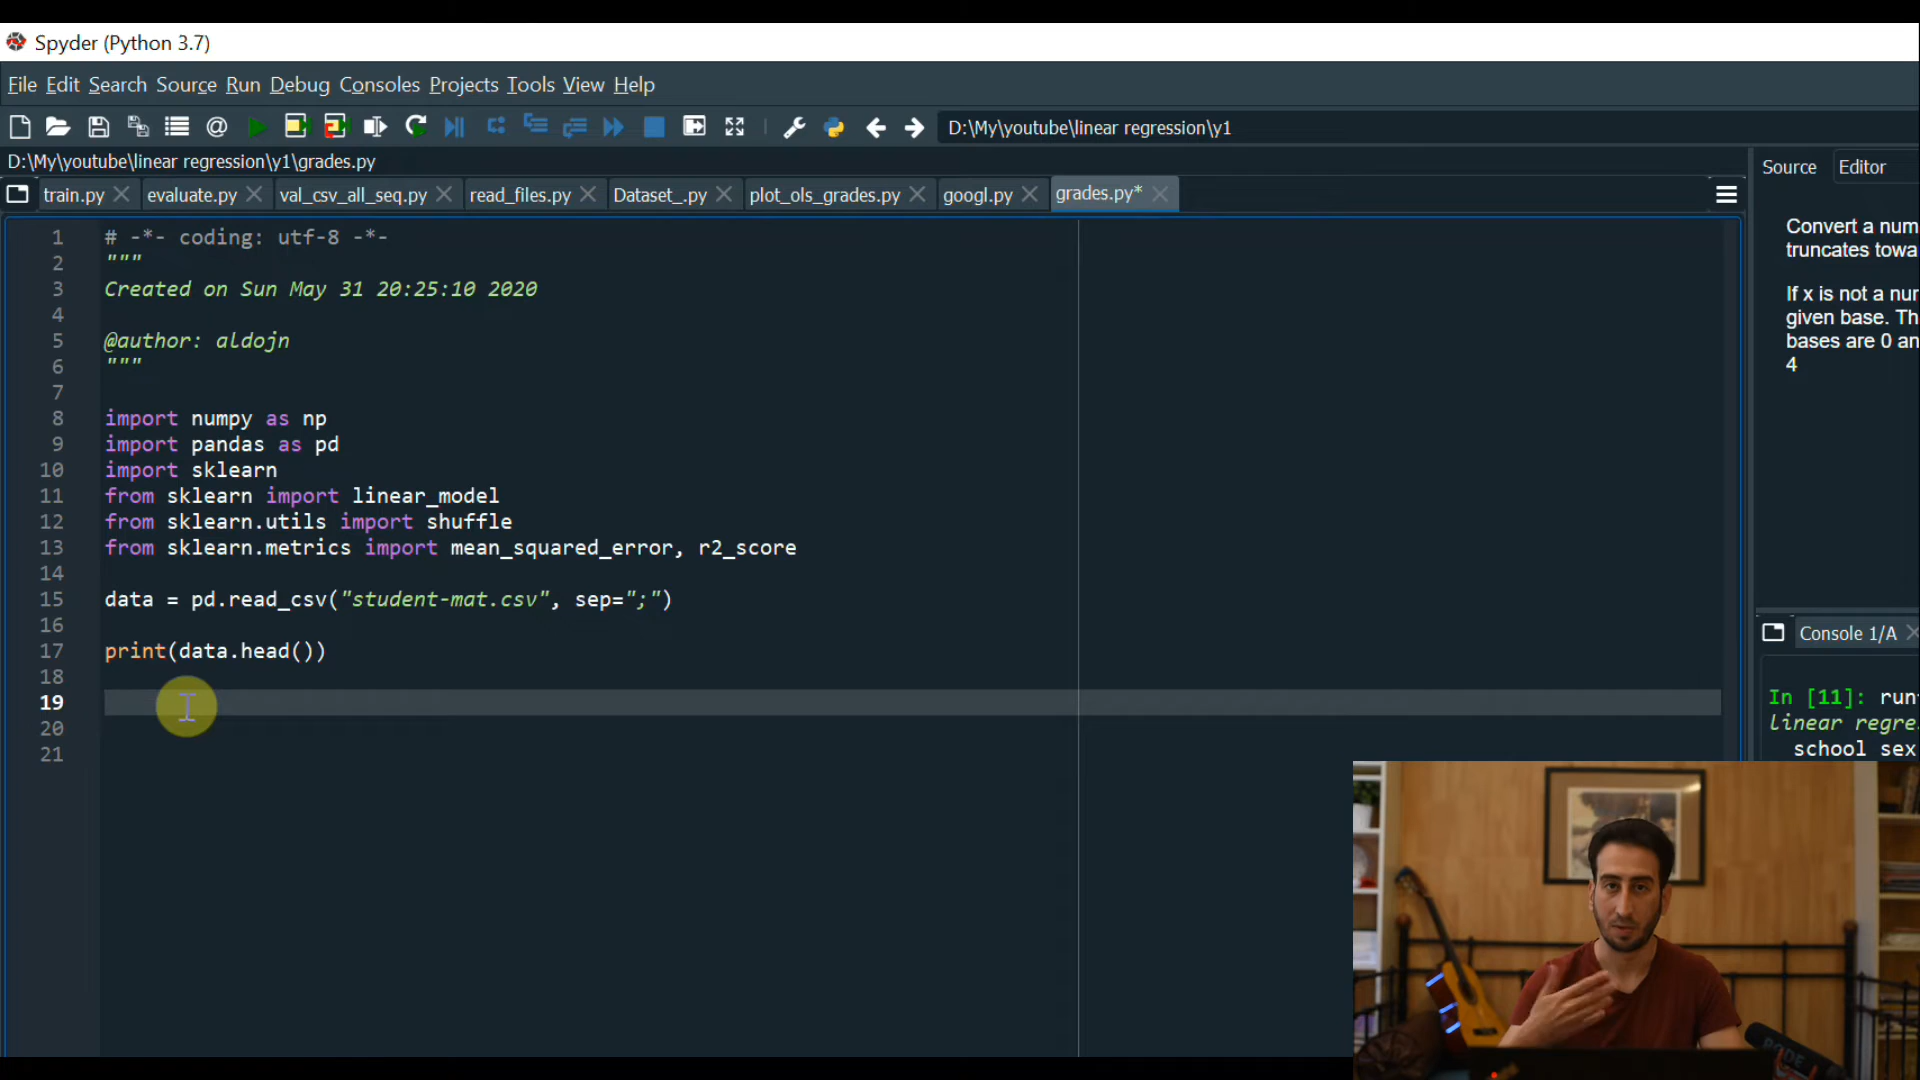 Spyder (Python 3.7)
File Edit Search Source Run Debug Consoles Projects Tools View Help
D:\My\youtube\linear regression\y1
D:\My\youtube\linear regression\y1\grades.py
train.py evaluate.py val_csv_all_seq.py read_files.py Dataset_.py plot_ols_grades.py googl.py grades.py*
1 # -*- coding: utf-8 -*-
2 """
3 Created on Sun May 31 20:25:10 2020
4
5 @author: aldojn
6 """
7
8 import numpy as np
9 import pandas as pd
10 import sklearn
11 from sklearn import linear_model
12 from sklearn.utils import shuffle
13 from sklearn.metrics import mean_squared_error, r2_score
14
15 data = pd.read_csv("student-mat.csv", sep=";")
16
17 print(data.head())
18
19
20
21
Source Editor
Convert a num
truncates towa
If x is not a nur
given base. Th
bases are 0 an
4
Console 1/A
In [11]: run
linear regre
school sex
RODE